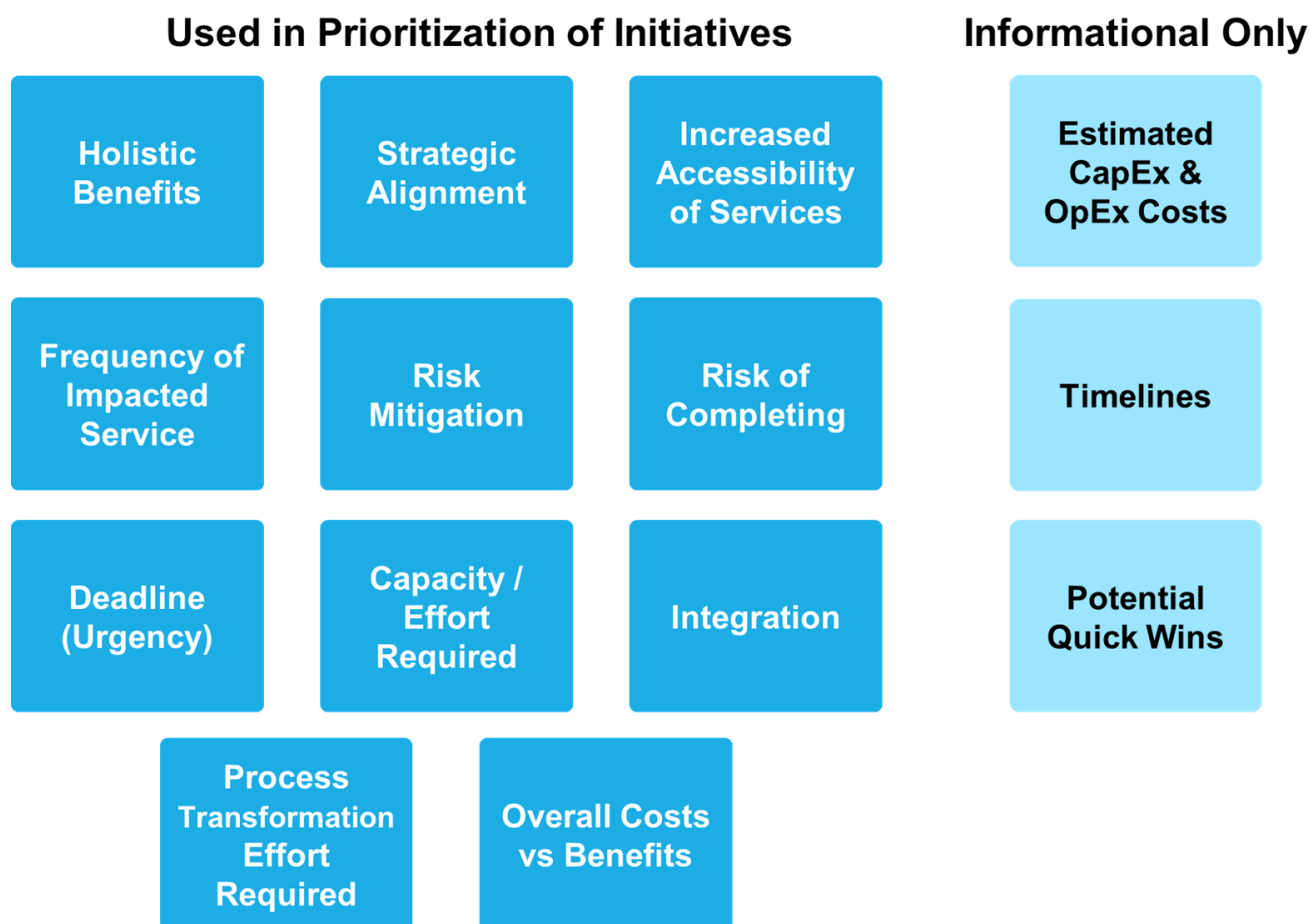 Used in Prioritization of Initiatives
Informational Only
Holistic
Benefits
Strategic
Alignment
Increased
Accessibility
of Services
Estimated
CapEx &
OpEx Costs
Frequency of
Impacted
Service
Risk
Mitigation
Risk of
Completing
Timelines
Deadline
(Urgency)
Capacity /
Effort
Required
Integration
Potential
Quick Wins
Process
Transformation
Effort
Required
Overall Costs
vs Benefits